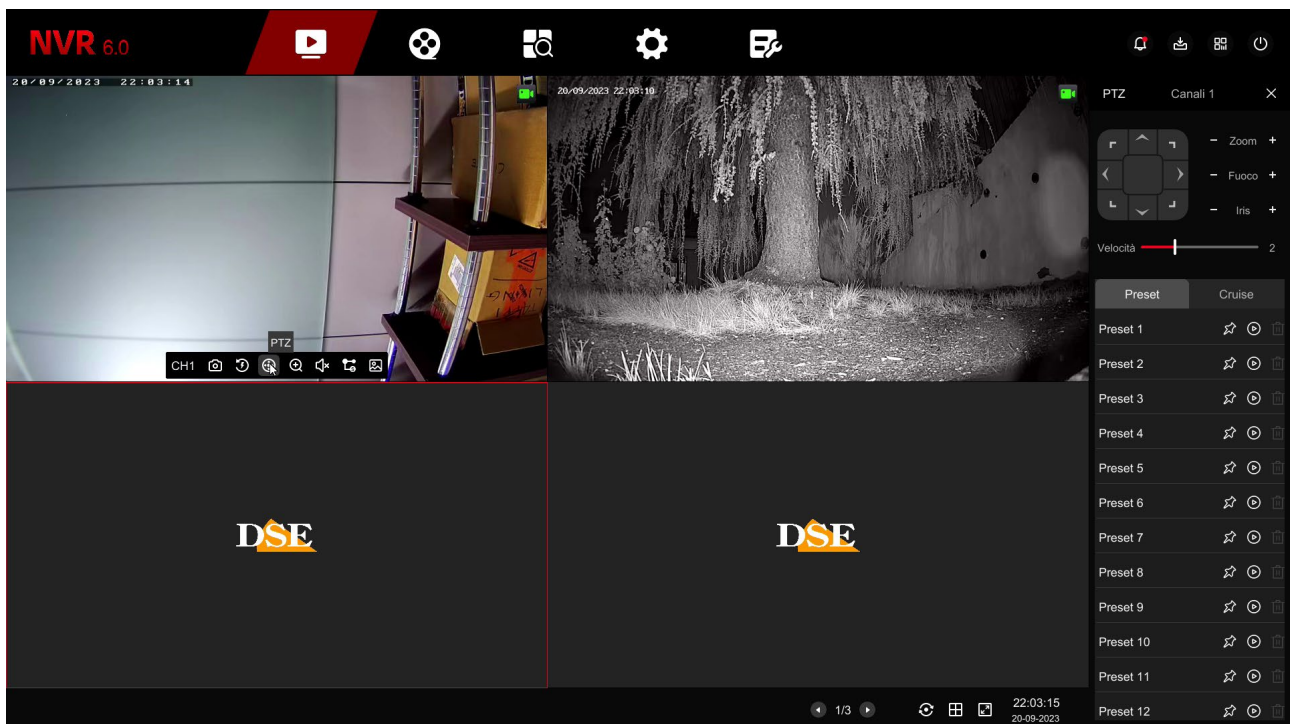 NVR 6.0
20/09/2023 22:03:14
20/09/2023 22:03:10
PTZ Canali 1
- Zoom +
- Fuoco +
- Iris +
Velocità 2
Preset Cruise
Preset 1
Preset 2
Preset 3
Preset 4
Preset 5
Preset 6
Preset 7
Preset 8
Preset 9
Preset 10
Preset 11
Preset 12
PTZ
CH1
DSE
DSE
1/3
22:03:15
20-09-2023